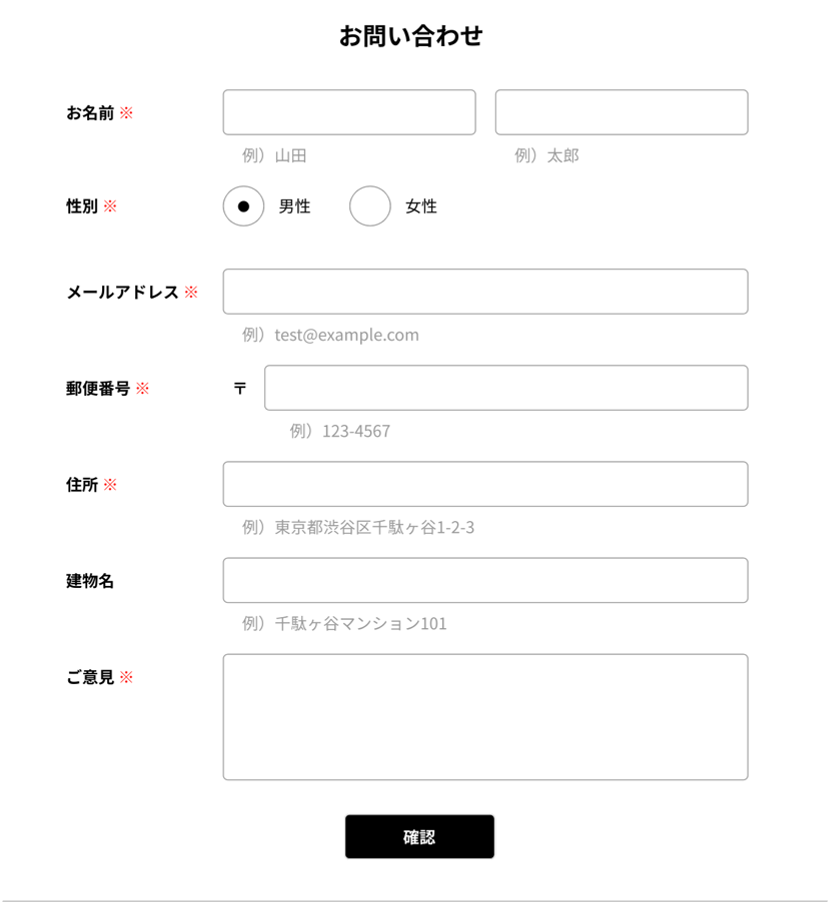 お問い合わせ
お名前 ※
例）山田
例）太郎
性別 ※
男性
女性
メールアドレス ※
例）test@example.com
郵便番号 ※
〒
例）123-4567
住所 ※
例）東京都渋谷区千駄ヶ谷1-2-3
建物名
例）千駄ヶ谷マンション101
ご意見 ※
確認